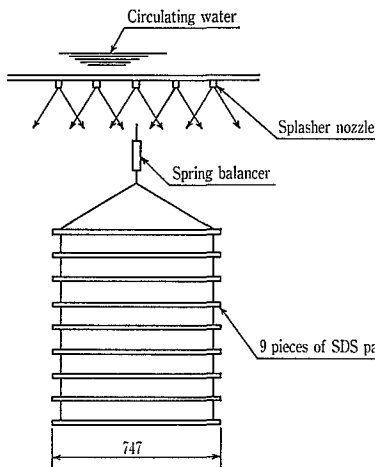 Circulating water
Splasher nozzle
Spring balancer
9 pieces of SDS pa
747